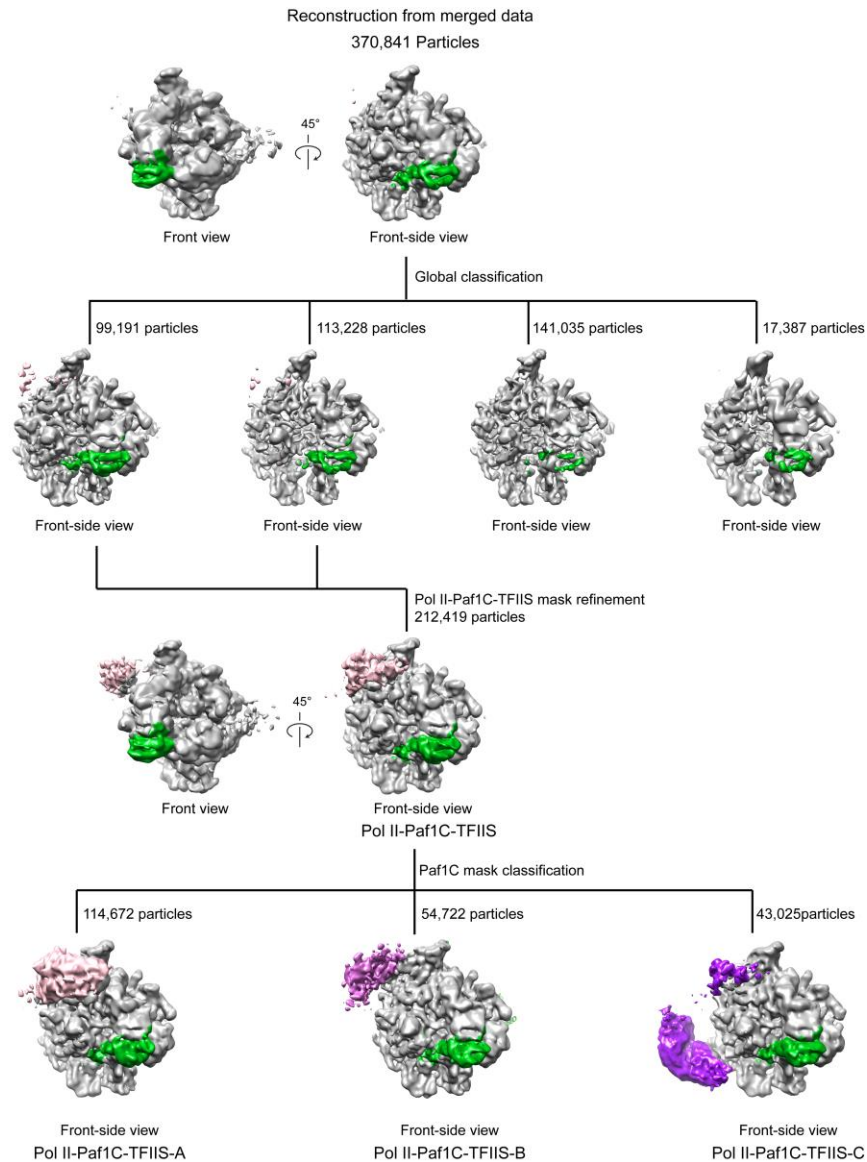 Reconstruction from merged data
370,841 Particles
45°
Front view
Front-side view
Global classification
99,191 particles
113,228 particles
141,035 particles
17,387 particles
Front-side view
Front-side view
Front-side view
Front-side view
Pol II-Paf1C-TFIIS mask refinement
212,419 particles
45°
Front view
Front-side view
Pol II-Paf1C-TFIIS
Paf1C mask classification
114,672 particles
54,722 particles
43,025particles
Front-side view
Pol II-Paf1C-TFIIS-A
Front-side view
Pol II-Paf1C-TFIIS-B
Front-side view
Pol II-Paf1C-TFIIS-C